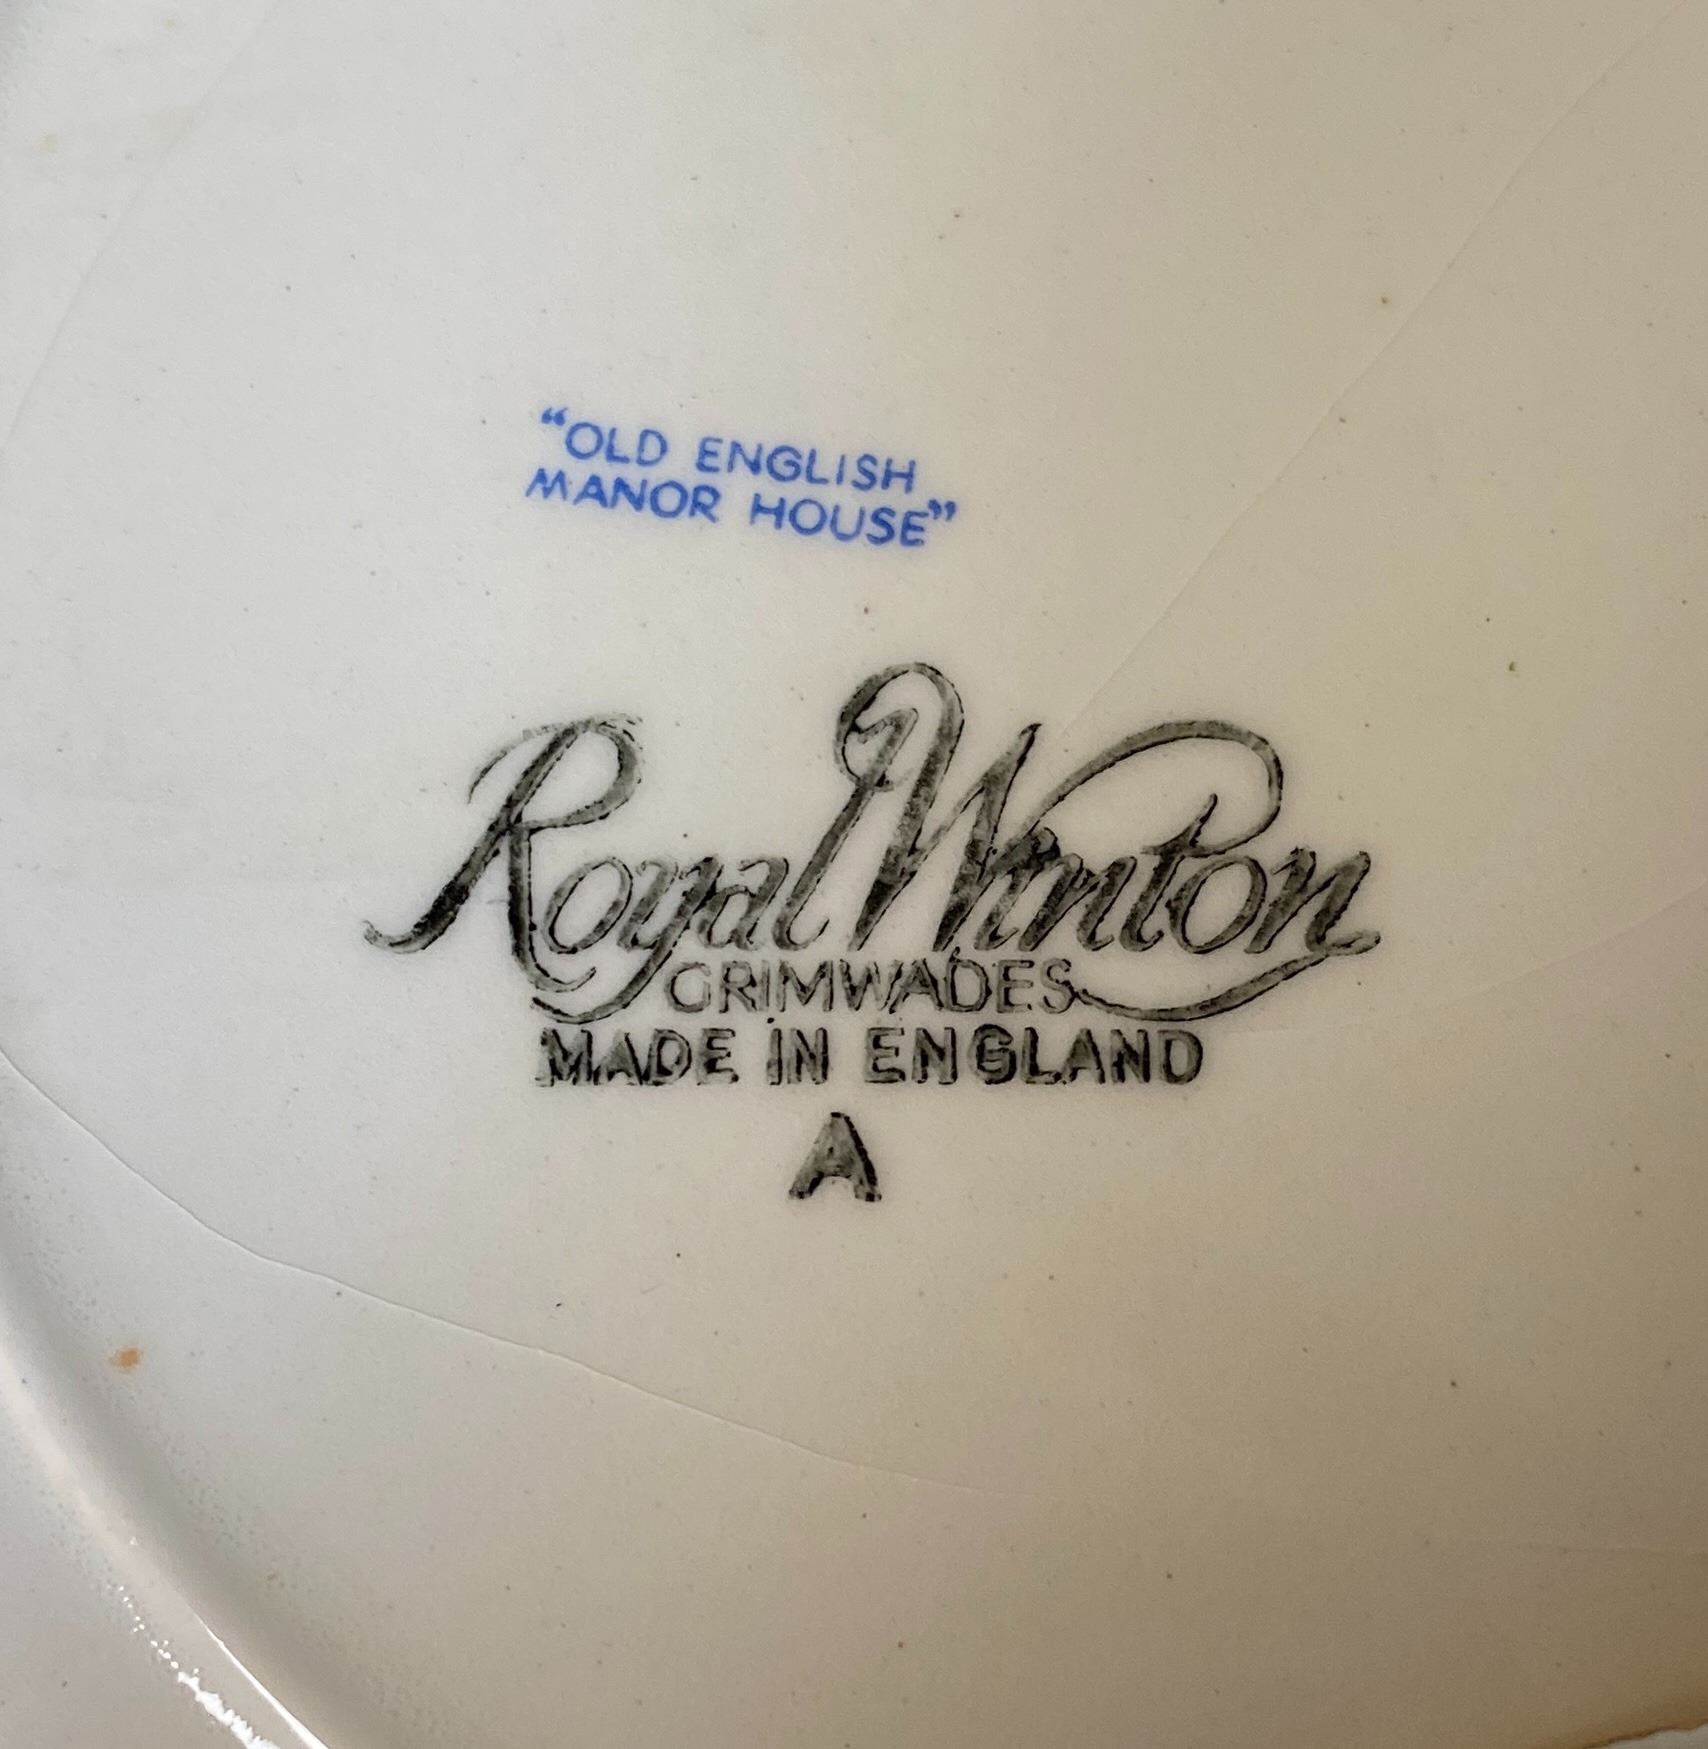 “OLD ENGLISH
MANOR HOUSE”
Royal Winton
GRIMWADES
MADE IN ENGLAND
A